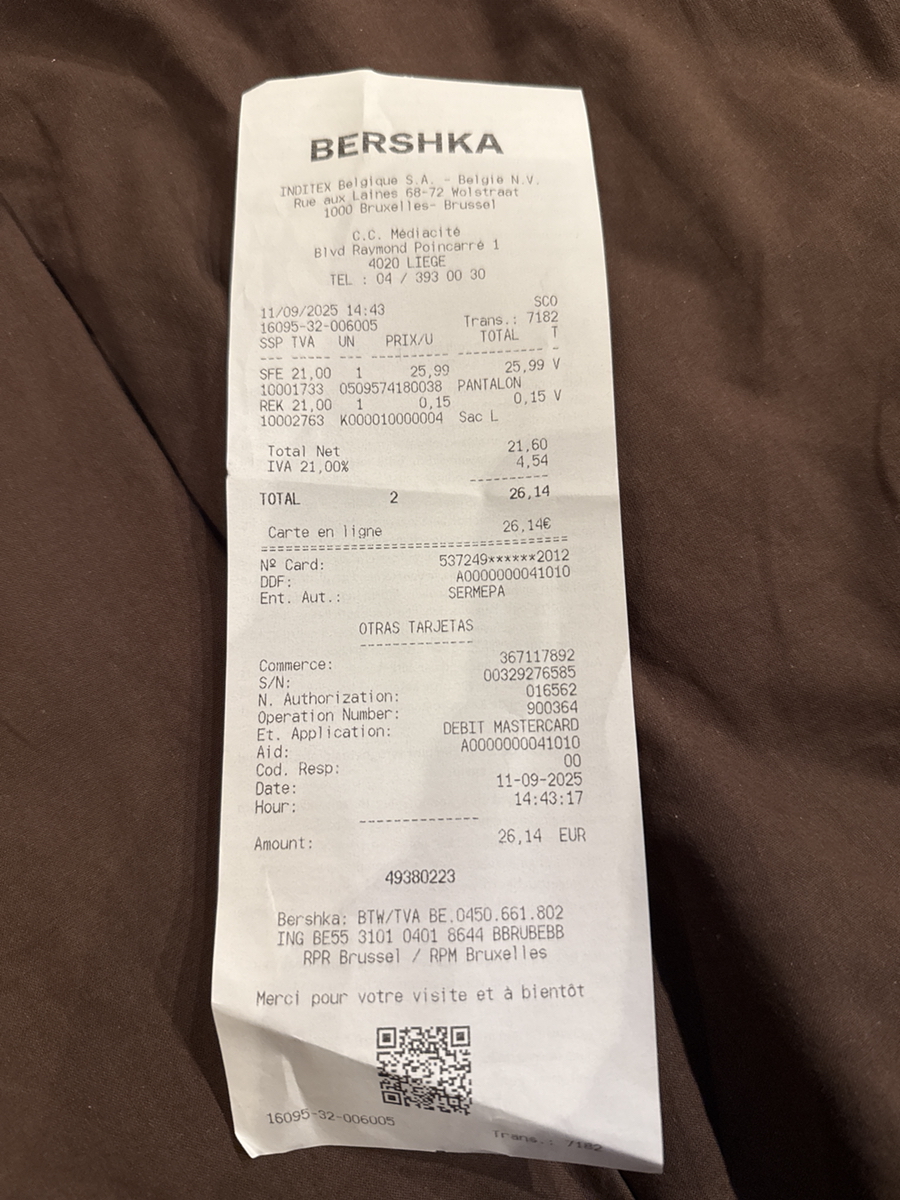 BERSHKA
INDITEX Belgique S.A. - België N.V.
Rue aux Laines 68-72 Wolstraat
1000 Bruxelles- Brussel
C.C. Médiacité
Blvd Raymond Poincarré 1
4020 LIEGE
TEL : 04 / 393 00 30
11/09/2025 14:43 SCO
16095-32-006005 Trans.: 7182
SSP TVA UN PRIX/U TOTAL T
--- ----- --- ---------- ----------- -
SFE 21,00 1 25,99 25,99 V
10001733 0509574180038 PANTALON
REK 21,00 1 0,15 0,15 V
10002763 K000010000004 Sac L
Total Net 21,60
IVA 21,00% 4,54
----------
TOTAL 2 26,14
Carte en ligne 26,14€
========================================
Nº Card: 537249******2012
DDF: A0000000041010
Ent. Aut.: SERMEPA
OTRAS TARJETAS
--------------
Commerce: 367117892
S/N: 00329276585
N. Authorization: 016562
Operation Number: 900364
Et. Application: DEBIT MASTERCARD
Aid: A0000000041010
Cod. Resp: 00
Date: 11-09-2025
Hour: 14:43:17
--------------
Amount: 26,14 EUR
49380223
Bershka: BTW/TVA BE.0450.661.802
ING BE55 3101 0401 8644 BBRUBEBB
RPR Brussel / RPM Bruxelles
Merci pour votre visite et à bientôt
16095-32-006005
Trans.: 7182